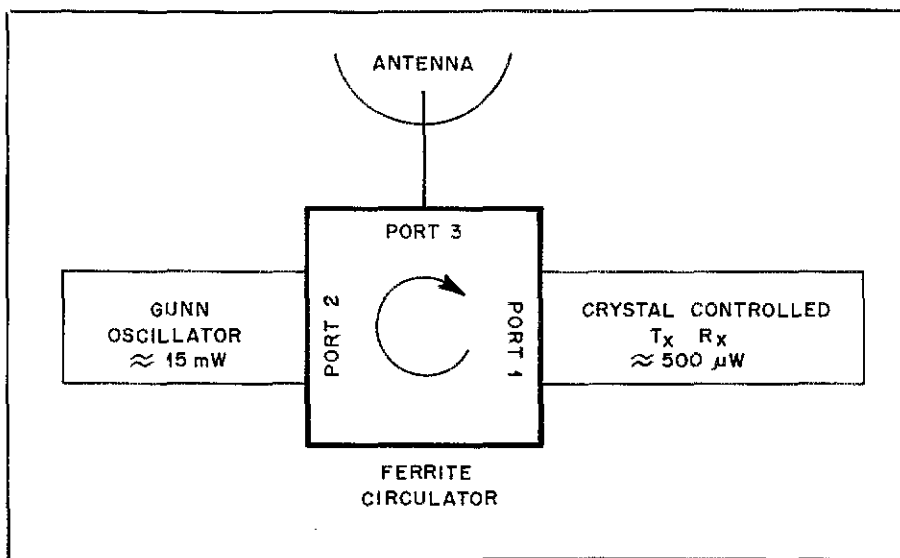 ANTENNA
PORT 3
GUNN
OSCILLATOR
≈ 15 mW
PORT 2
PORT 1
CRYSTAL CONTROLLED
Tx Rx
≈ 500 µW
FERRITE
CIRCULATOR